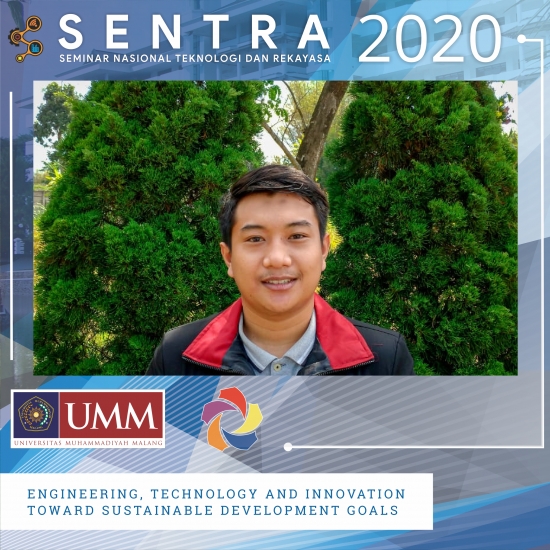 SENTRA 2020
SEMINAR NASIONAL TEKNOLOGI DAN REKAYASA
UMM
UNIVERSITAS MUHAMMADIYAH MALANG
ENGINEERING, TECHNOLOGY AND INNOVATION
TOWARD SUSTAINABLE DEVELOPMENT GOALS